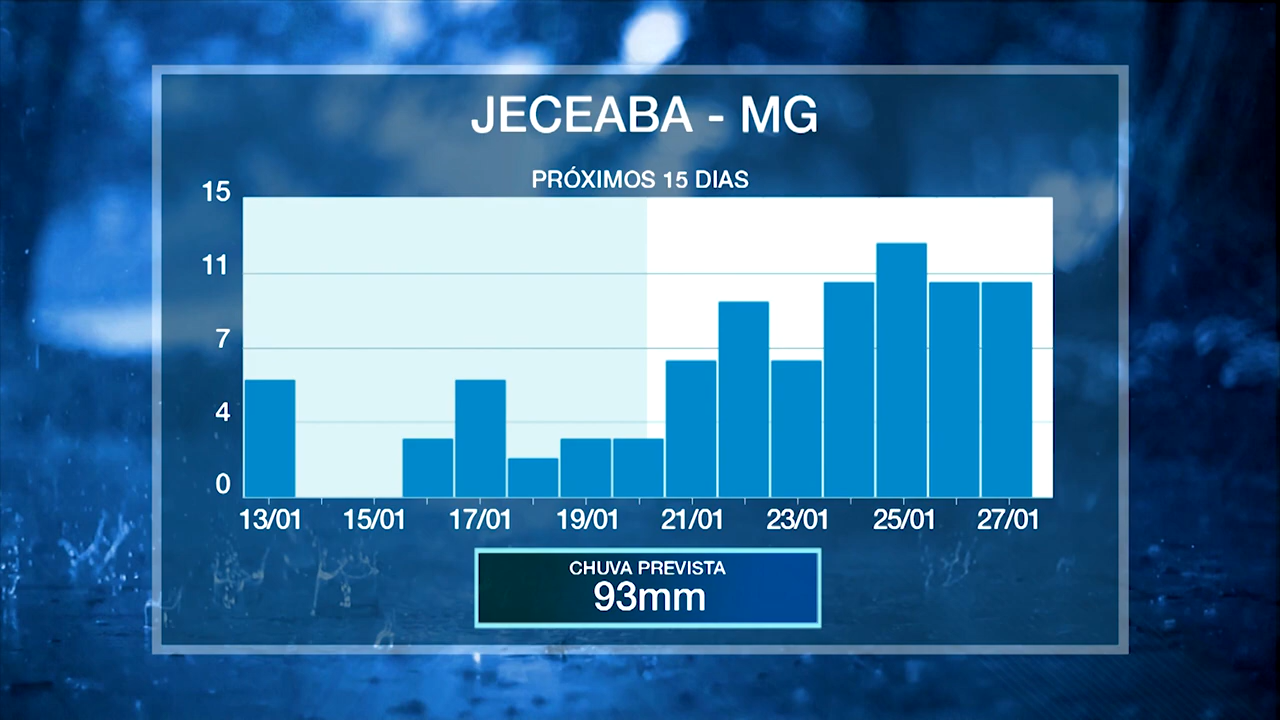 JECEABA - MG
PRÓXIMOS 15 DIAS
15
11
7
4
0
13/01 15/01 17/01 19/01 21/01 23/01 25/01 27/01
CHUVA PREVISTA
93mm